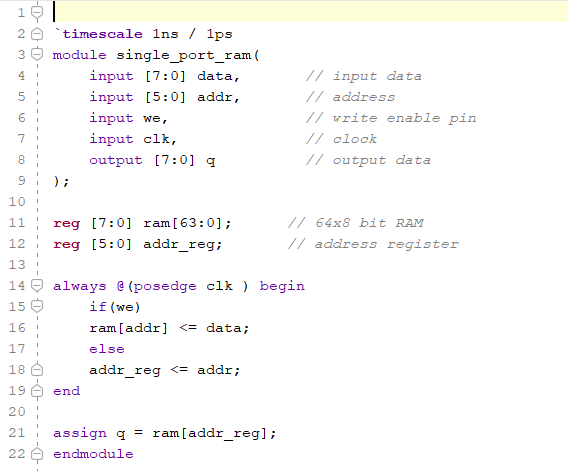 1
2 `timescale 1ns / 1ps
3 module single_port_ram(
4 input [7:0] data, // input data
5 input [5:0] addr, // address
6 input we, // write enable pin
7 input clk, // clock
8 output [7:0] q // output data
9 );
10
11 reg [7:0] ram[63:0]; // 64x8 bit RAM
12 reg [5:0] addr_reg; // address register
13
14 always @(posedge clk ) begin
15 if(we)
16 ram[addr] <= data;
17 else
18 addr_reg <= addr;
19 end
20
21 assign q = ram[addr_reg];
22 endmodule